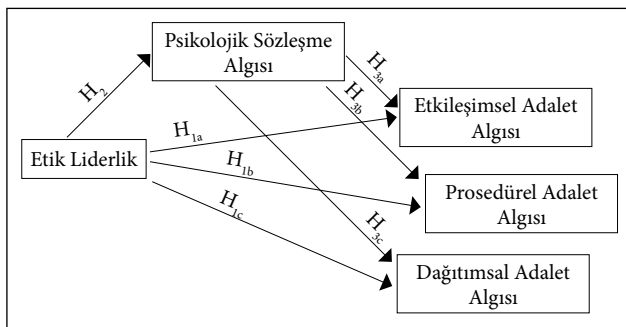 Psikolojik Sözleşme
Algısı
H2
H3a
H3b
Etkileşimsel Adalet
Algısı
H1a
Etik Liderlik
H1b
Prosedürel Adalet
Algısı
H1c
H3c
Dağıtımsal Adalet
Algısı